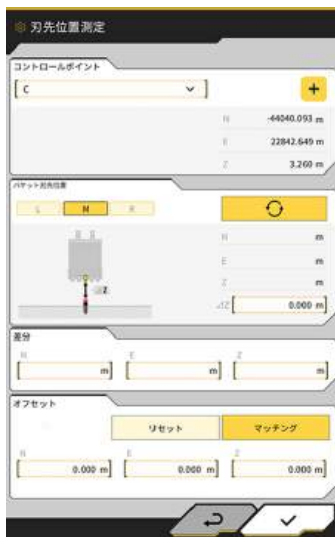 刃先位置測定
コントロールポイント
C
N -44040.093 m
E 22842.649 m
Z 3.260 m
バケット刃先位置
L M R
N m
E m
Z m
⊿Z 0.000 m
⊿Z
差分
N E Z
m m m
オフセット
リセット マッチング
N E Z
0.000 m 0.000 m 0.000 m